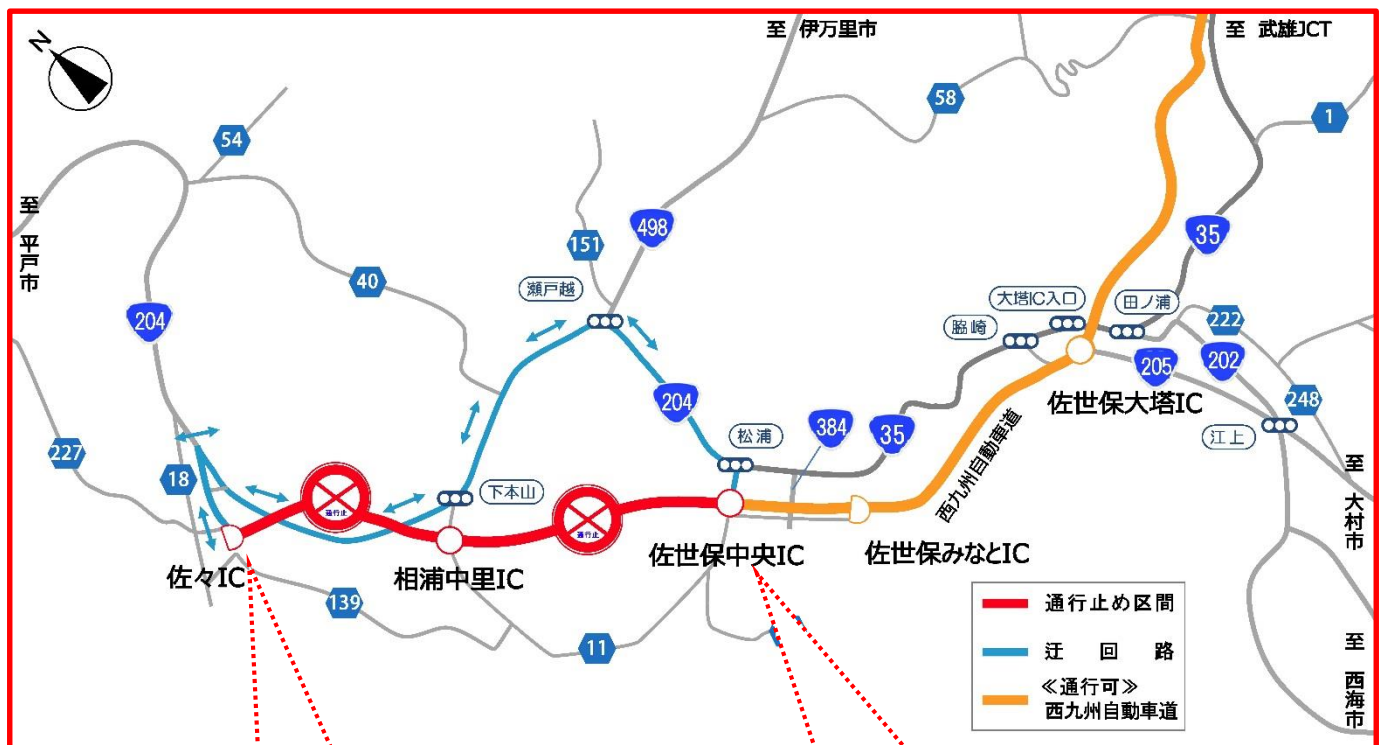 N
至 伊万里市
至 武雄JCT
58
1
54
至 平戸市
498
35
151
40
瀬戸越
大塔IC入口
田ノ浦
222
204
脇崎
205
202
佐世保大塔IC
248
204
384
35
江上
227
松浦
18
下本山
西九州自動車道
至 大村市
通行止
通行止
佐々IC
相浦中里IC
佐世保中央IC
佐世保みなとIC
139
11
通行止め区間
迂回路
≪通行可≫
西九州自動車道
至 西海市